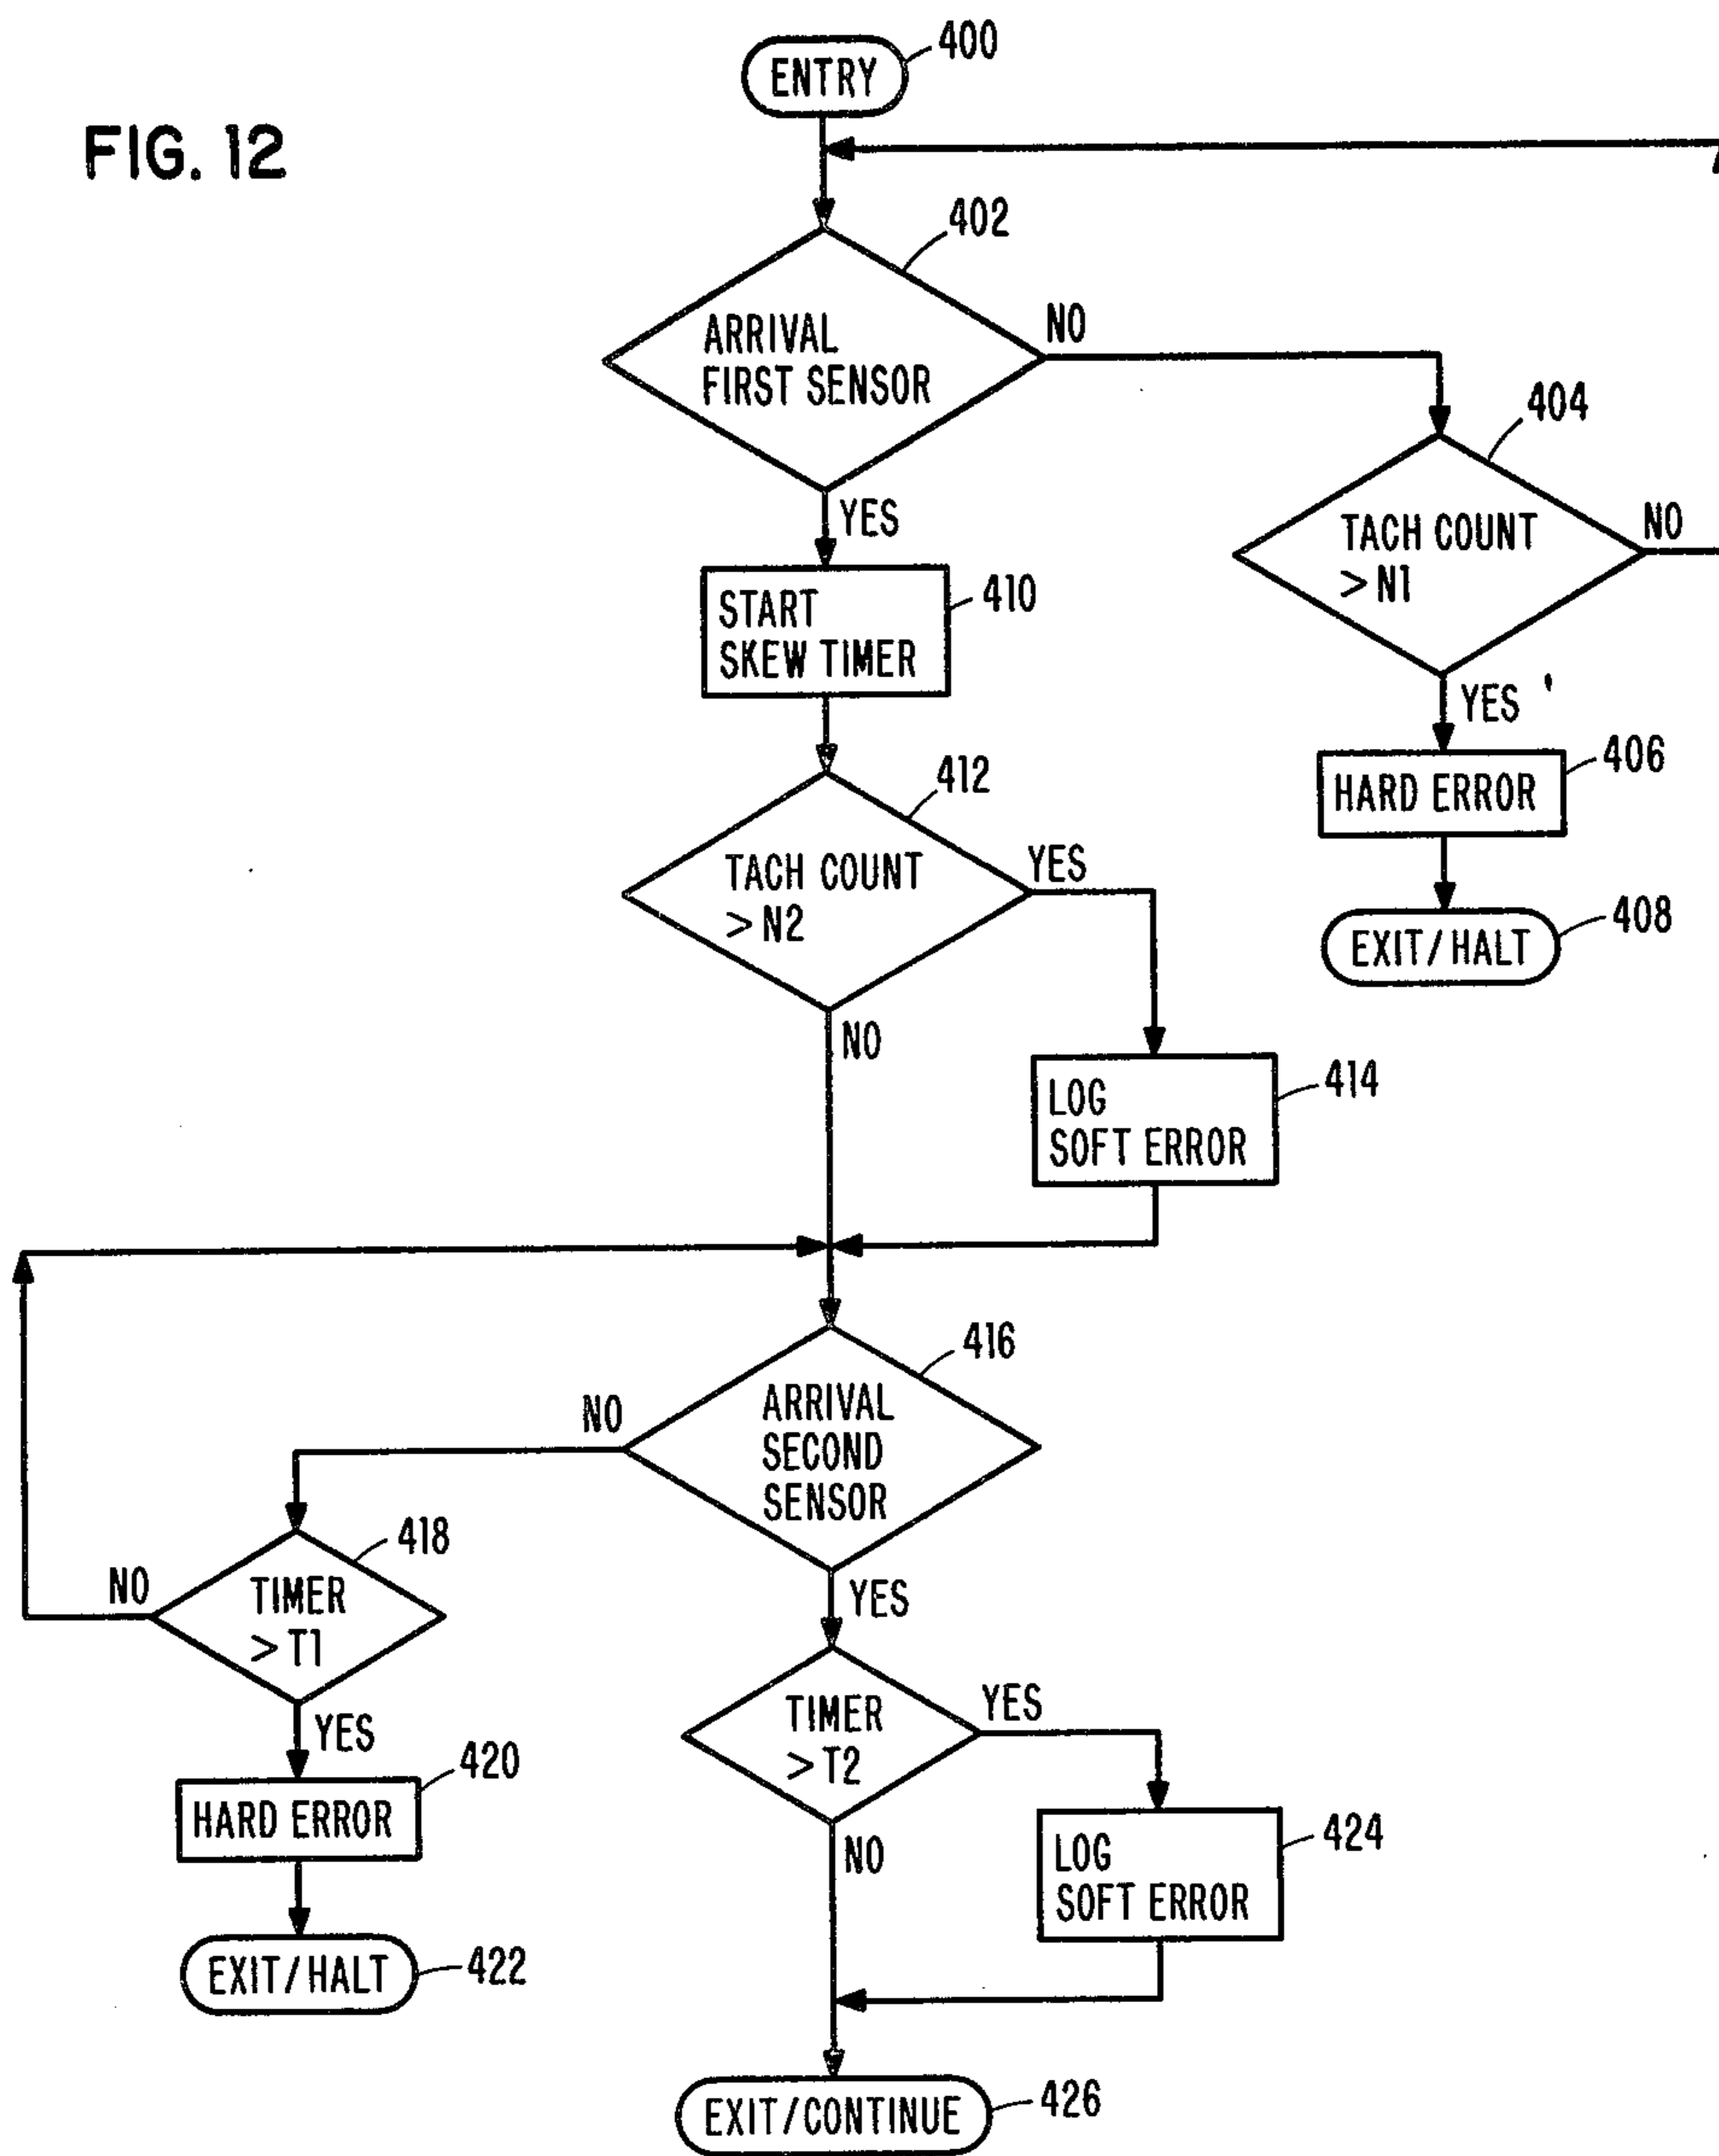 FIG. 12
ENTRY
400
402
ARRIVAL
FIRST SENSOR
NO
YES
404
TACH COUNT
> N1
NO
YES
START
SKEW TIMER
410
406
HARD ERROR
412
TACH COUNT
> N2
YES
NO
408
EXIT/HALT
LOG
SOFT ERROR
414
416
ARRIVAL
SECOND
SENSOR
NO
YES
418
TIMER
> T1
NO
YES
TIMER
> T2
YES
NO
420
HARD ERROR
LOG
SOFT ERROR
424
EXIT/HALT
422
EXIT/CONTINUE
426